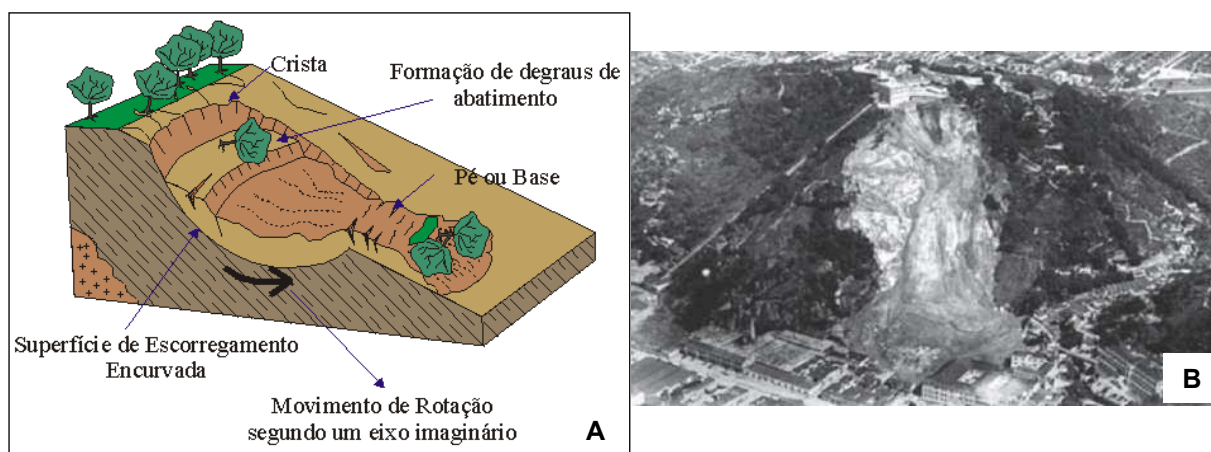 Crista
Formação de degraus de
abatimento
Pé ou Base
Superfície de Escorregamento
Encurvada
Movimento de Rotação
segundo um eixo imaginário
A
B